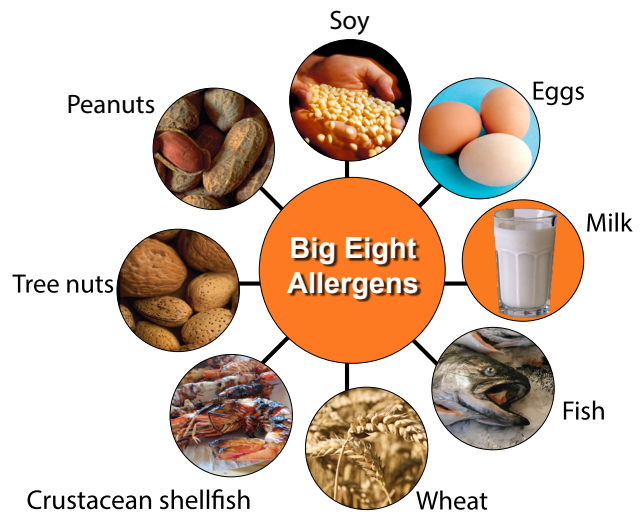 Soy
Eggs
Peanuts
Milk
Big Eight
Allergens
Tree nuts
Fish
Crustacean shellfish
Wheat